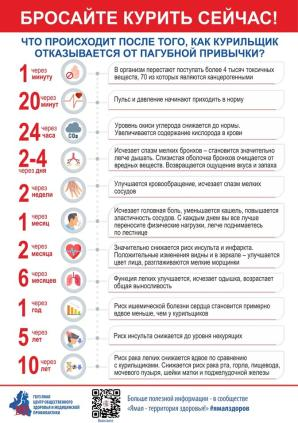 БРОСАЙТЕ КУРИТЬ СЕЙЧАС!
ЧТО ПРОИСХОДИТ ПОСЛЕ ТОГО, КАК КУРИЛЬЩИК
ОТКАЗЫВАЕТСЯ ОТ ПАГУБНОЙ ПРИВЫЧКИ?
1 через минуту
В организм перестают поступать более 4 тысяч токсичных
веществ, 70 из которых являются канцерогенными
20 через минут
Пульс и давление начинают приходить в норму
24 через часа
CO₂
Уровень окиси углерода снижается до нормы.
Увеличивается содержание кислорода в крови
2-4 через дня
Исчезает спазм мелких бронхов – становится значительно
легче дышать. Слизистая оболочка бронхов очищается от
вредных веществ. Возвращается ощущение вкуса и запаха
2 через недели
Улучшается кровообращение, исчезает спазм мелких
сосудов
1 через месяц
Исчезает головная боль, уменьшается кашель, повышается
эластичность сосудов. С каждым днем вы все лучше
переносите физические нагрузки, легче поднимаетесь
по лестнице
2 через месяца
Значительно снижается риск инсульта и инфаркта.
Положительные изменения видны и в зеркале – улучшается
цвет лица, разглаживаются мелкие морщинки
6 через месяцев
Функция легких улучшается, исчезает одышка, возрастает
общая выносливость
1 через год
Риск ишемической болезни сердца становится примерно
вдвое меньше, чем у курильщиков
5 через лет
Риск инсульта снижается до уровня некурящих
10 через лет
Риск рака легких снижается вдвое по сравнению
с курильщиками. Снижается риск рака рта, горла, пищевода,
мочевого пузыря, шейки матки и поджелудочной железы
ЦЕНТР ОБЩЕСТВЕННОГО
ЗДОРОВЬЯ И МЕДИЦИНСКОЙ
ПРОФИЛАКТИКИ
Больше полезной информации - в сообществе
«Ямал - территория здоровья!» #ямалздоров